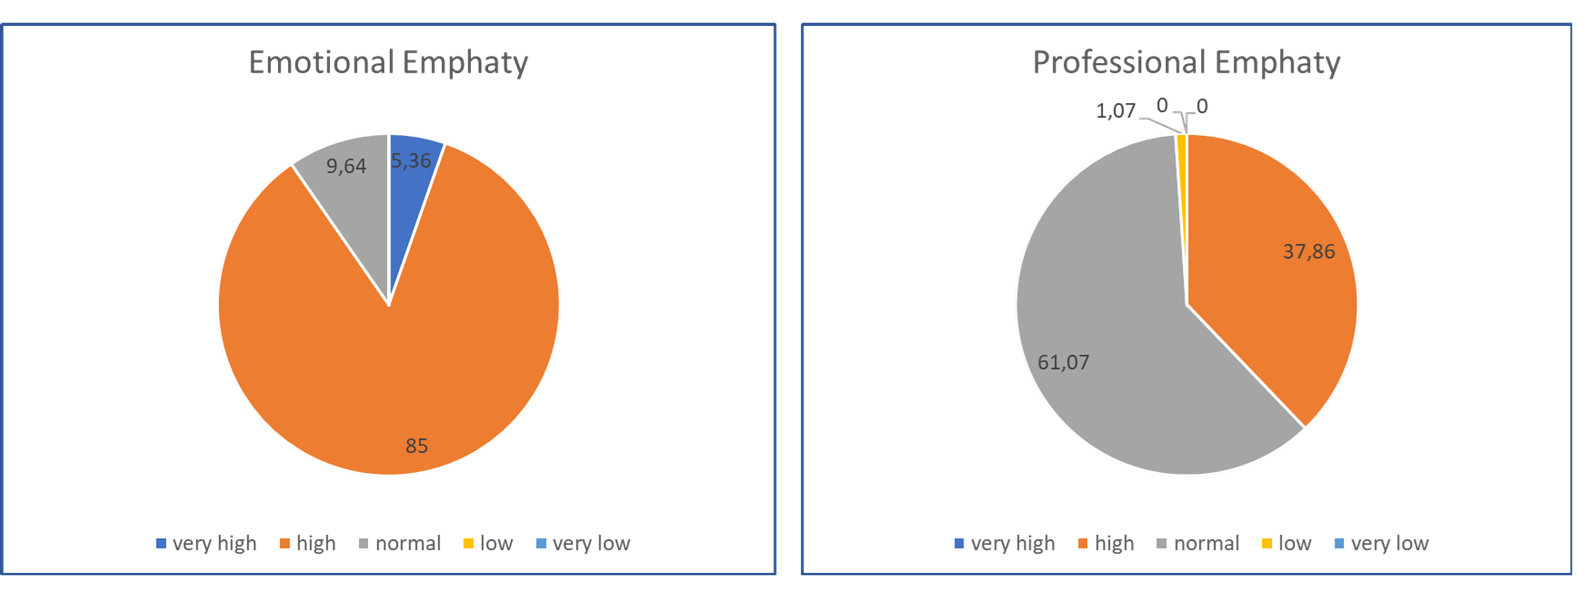 Emotional Emphaty
9,64
5,36
85
very high high normal low very low
Professional Emphaty
1,07 0 0
37,86
61,07
very high high normal low very low